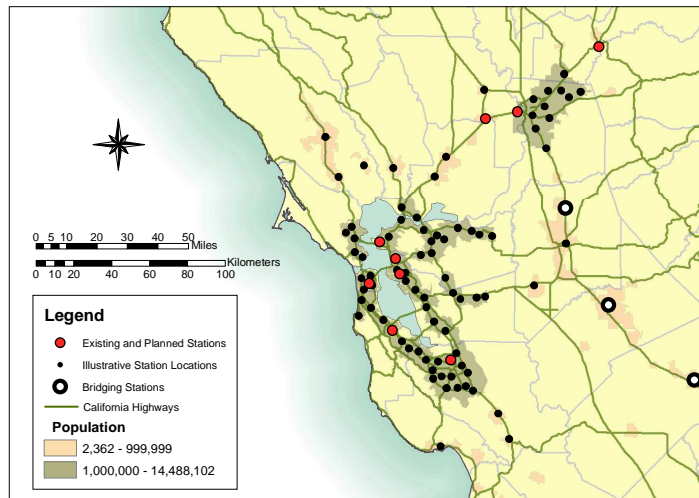 0 5 10 20 30 40 50
Miles
Kilometers
0 10 20 40 60 80 100
Legend
Existing and Planned Stations
Illustrative Station Locations
Bridging Stations
California Highways
Population
2,362 - 999,999
1,000,000 - 14,488,102